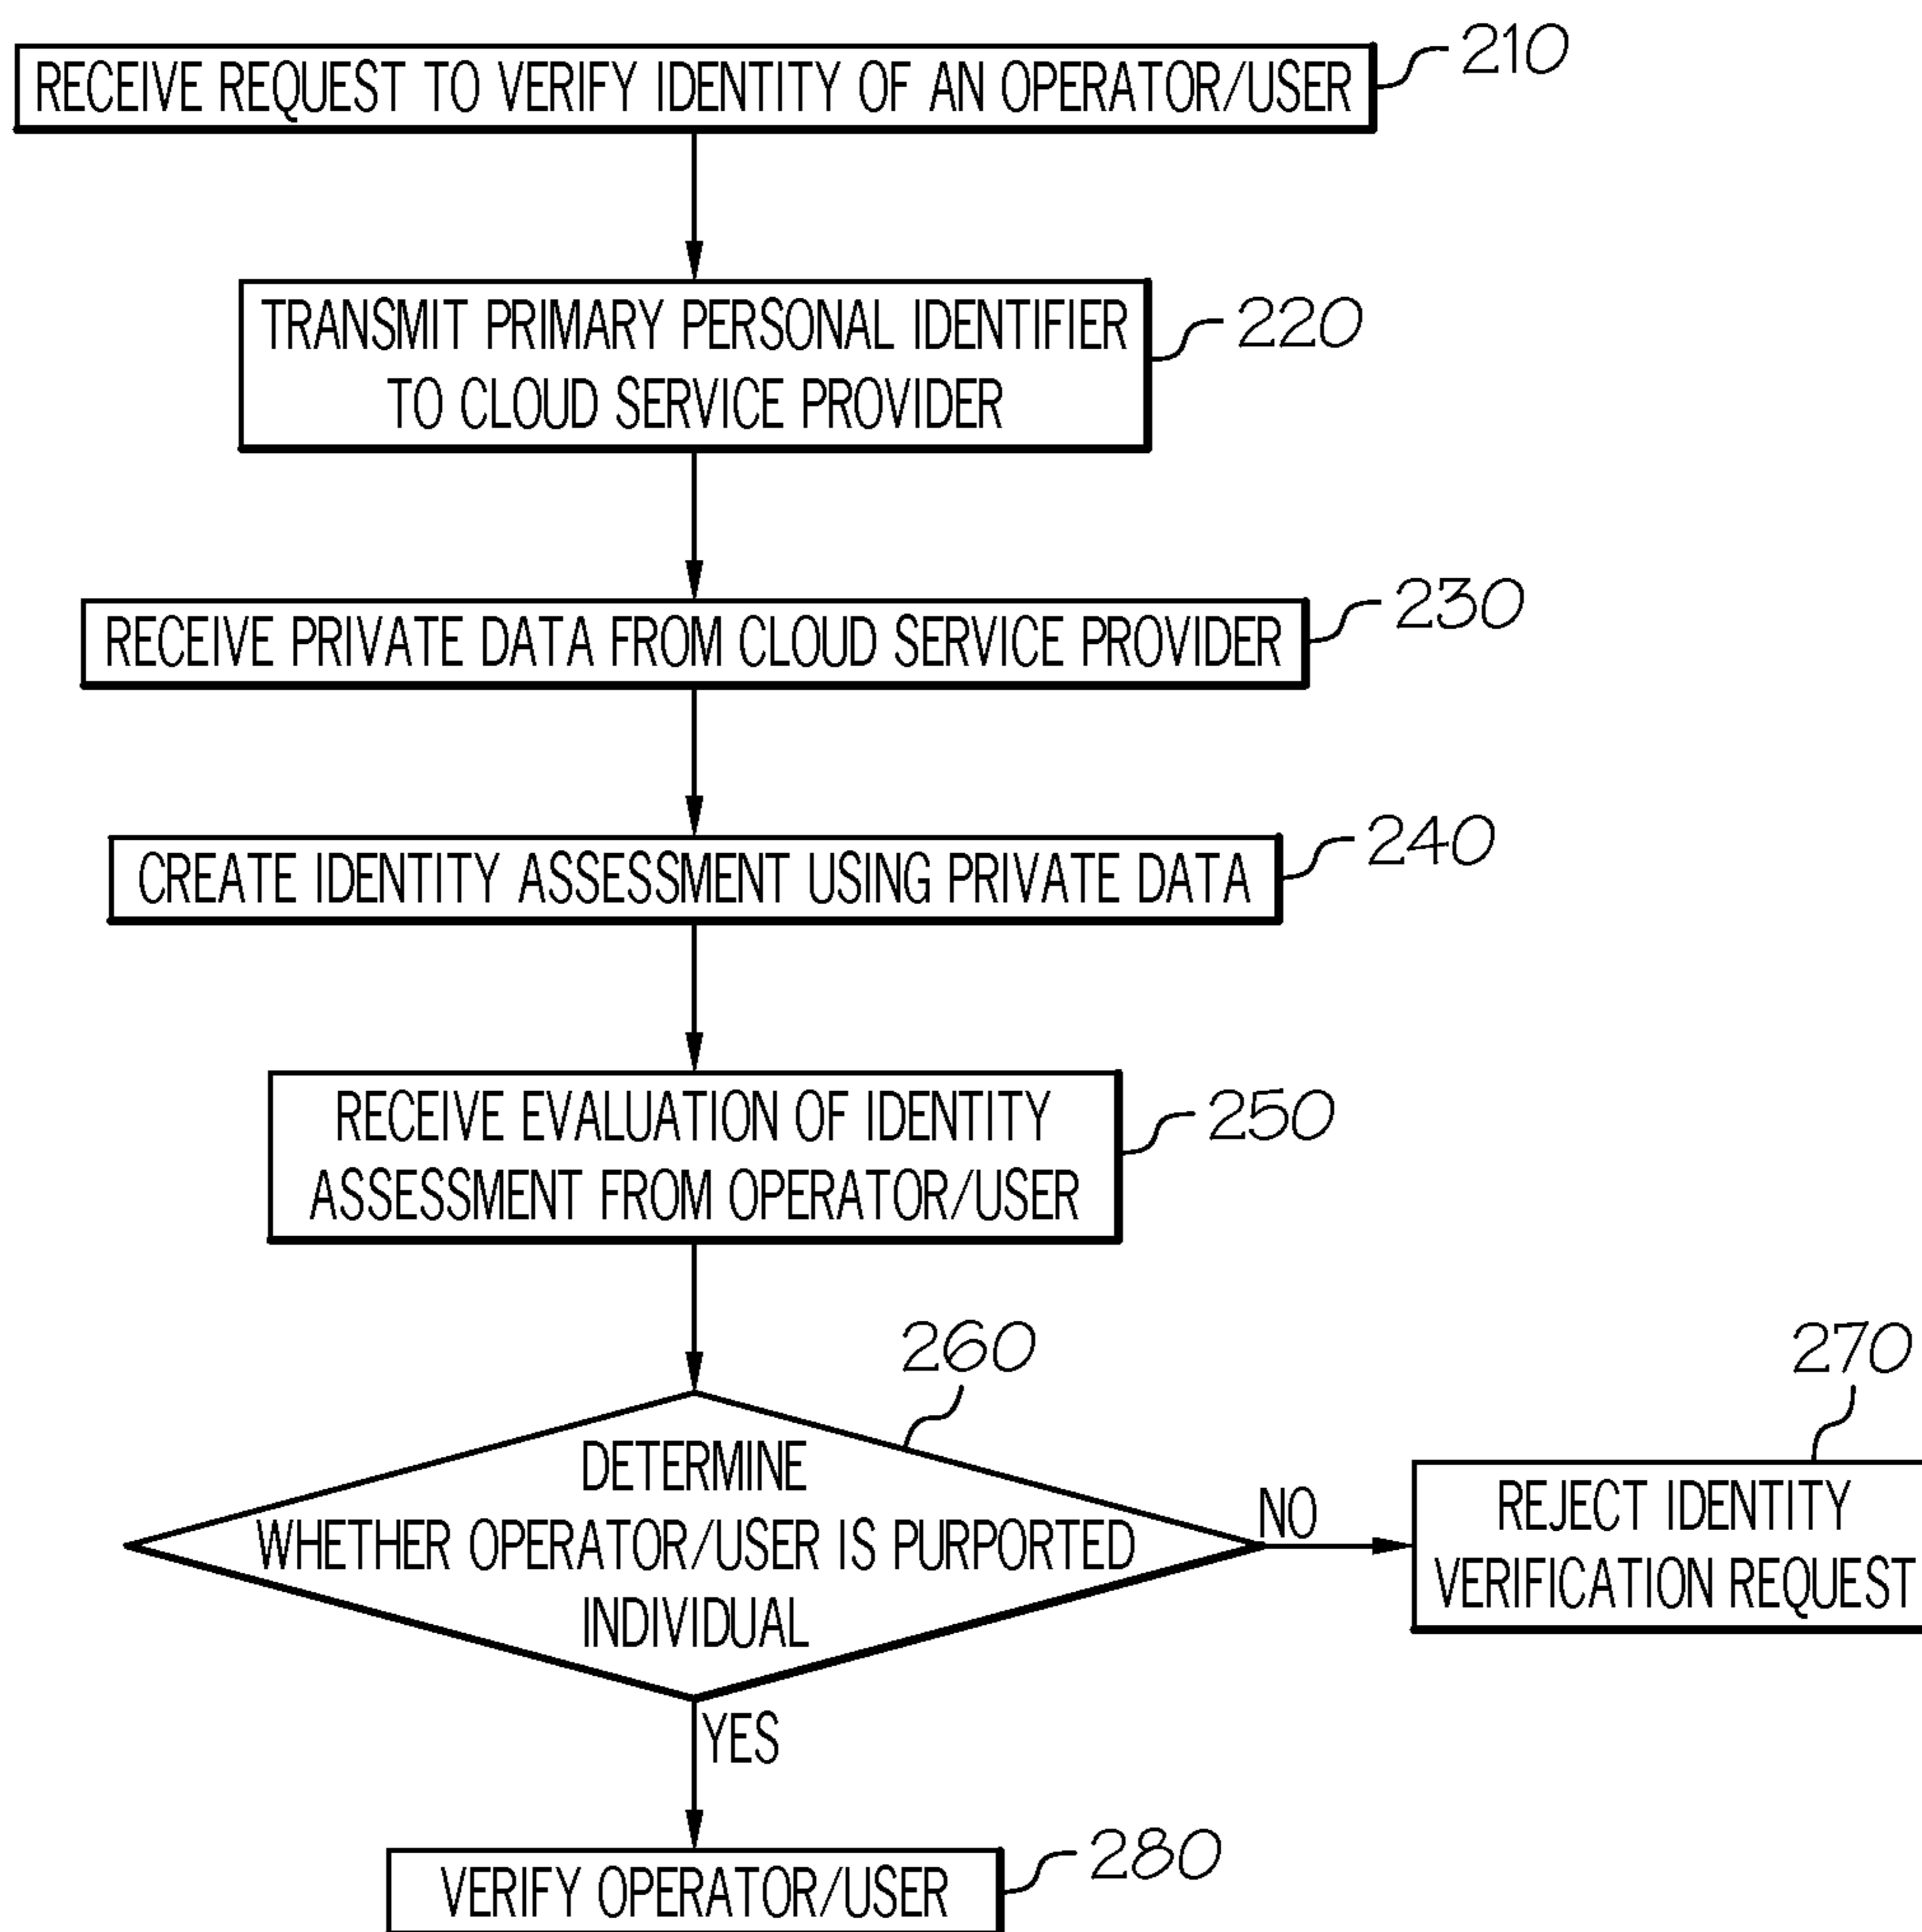 RECEIVE REQUEST TO VERIFY IDENTITY OF AN OPERATOR/USER
210
TRANSMIT PRIMARY PERSONAL IDENTIFIER
TO CLOUD SERVICE PROVIDER
220
RECEIVE PRIVATE DATA FROM CLOUD SERVICE PROVIDER
230
CREATE IDENTITY ASSESSMENT USING PRIVATE DATA
240
RECEIVE EVALUATION OF IDENTITY
ASSESSMENT FROM OPERATOR/USER
250
260
DETERMINE
WHETHER OPERATOR/USER IS PURPORTED
INDIVIDUAL
NO
270
REJECT IDENTITY
VERIFICATION REQUEST
YES
VERIFY OPERATOR/USER
280